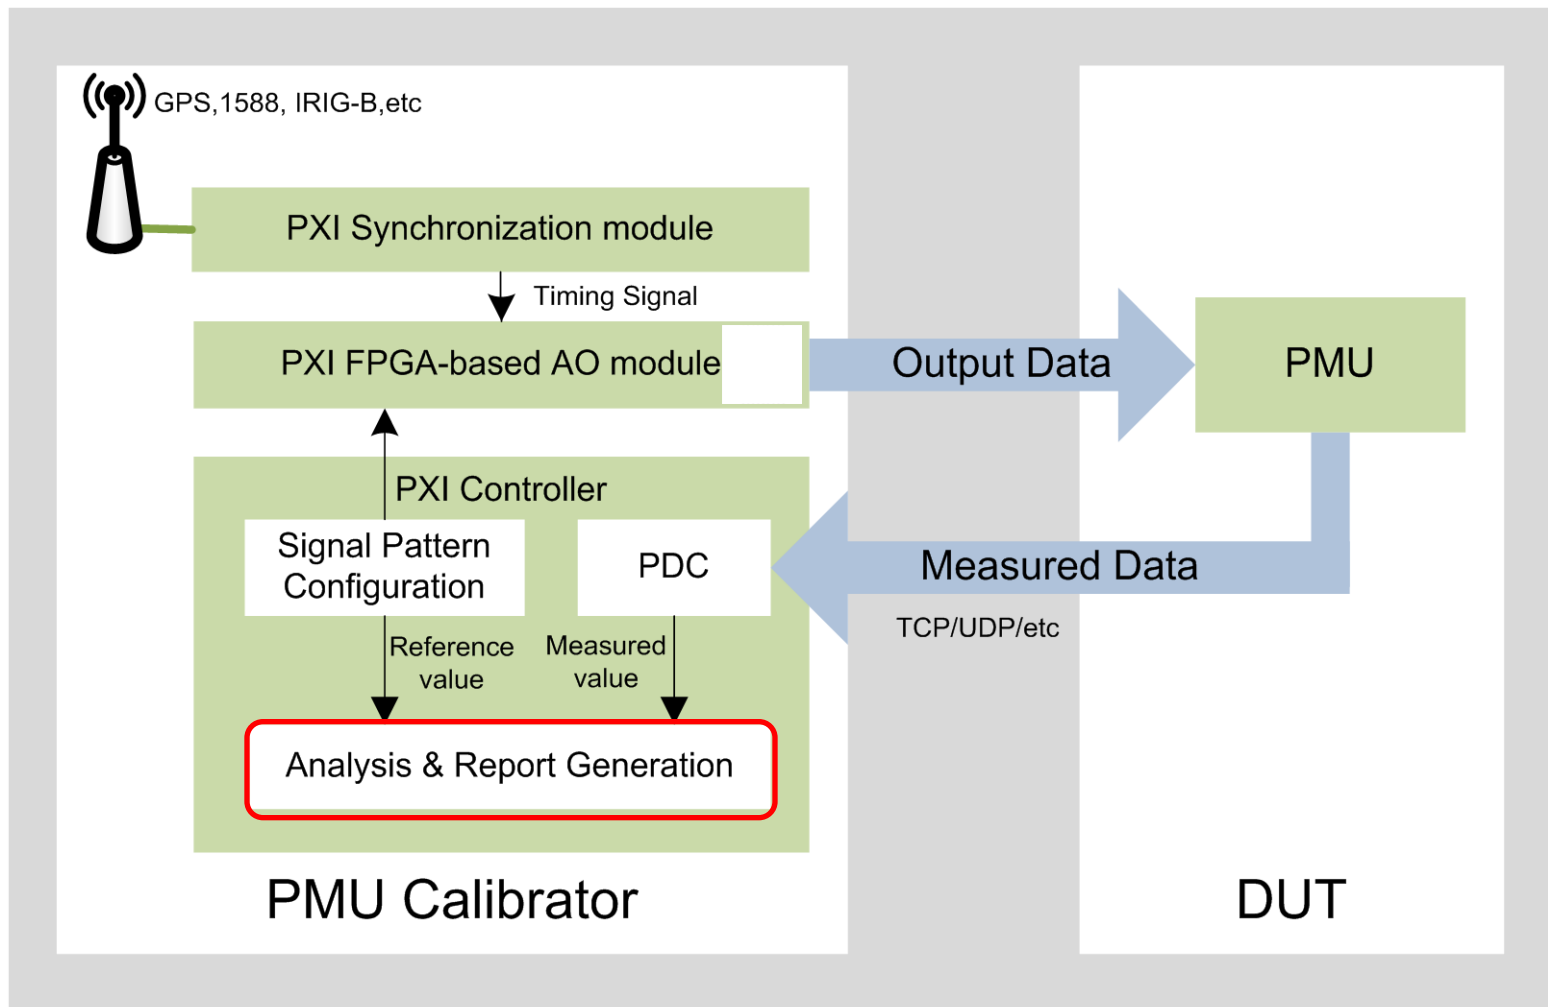 GPS,1588, IRIG-B,etc
PXI Synchronization module
Timing Signal
PXI FPGA-based AO module
Output Data
PMU
PXI Controller
Signal Pattern
Configuration
PDC
Measured Data
TCP/UDP/etc
Reference
value
Measured
value
Analysis & Report Generation
PMU Calibrator
DUT